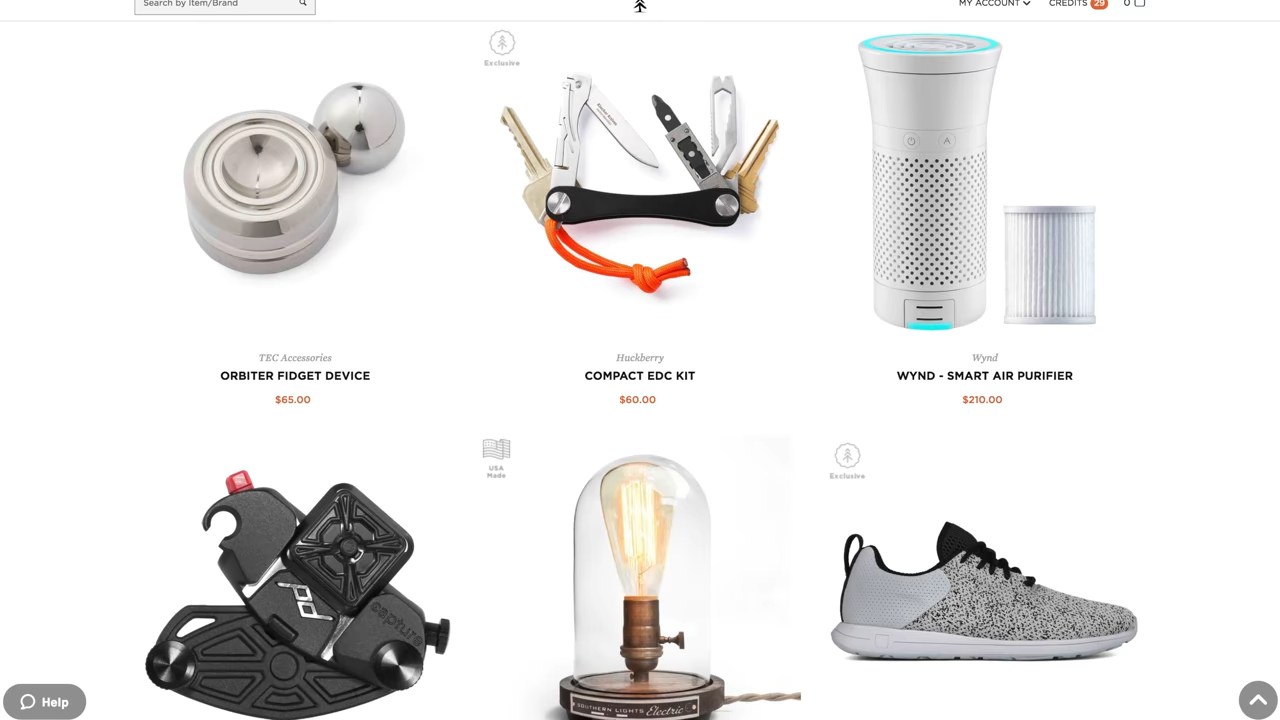 Search by Item/Brand
MY ACCOUNT
CREDITS 29
0
Exclusive
TEC Accessories
ORBITER FIDGET DEVICE
$65.00
Huckberry
COMPACT EDC KIT
$60.00
Wynd
WYND - SMART AIR PURIFIER
$210.00
USA
Made
Exclusive
pd
capture
SOUTHERN LIGHTS Electric
Help